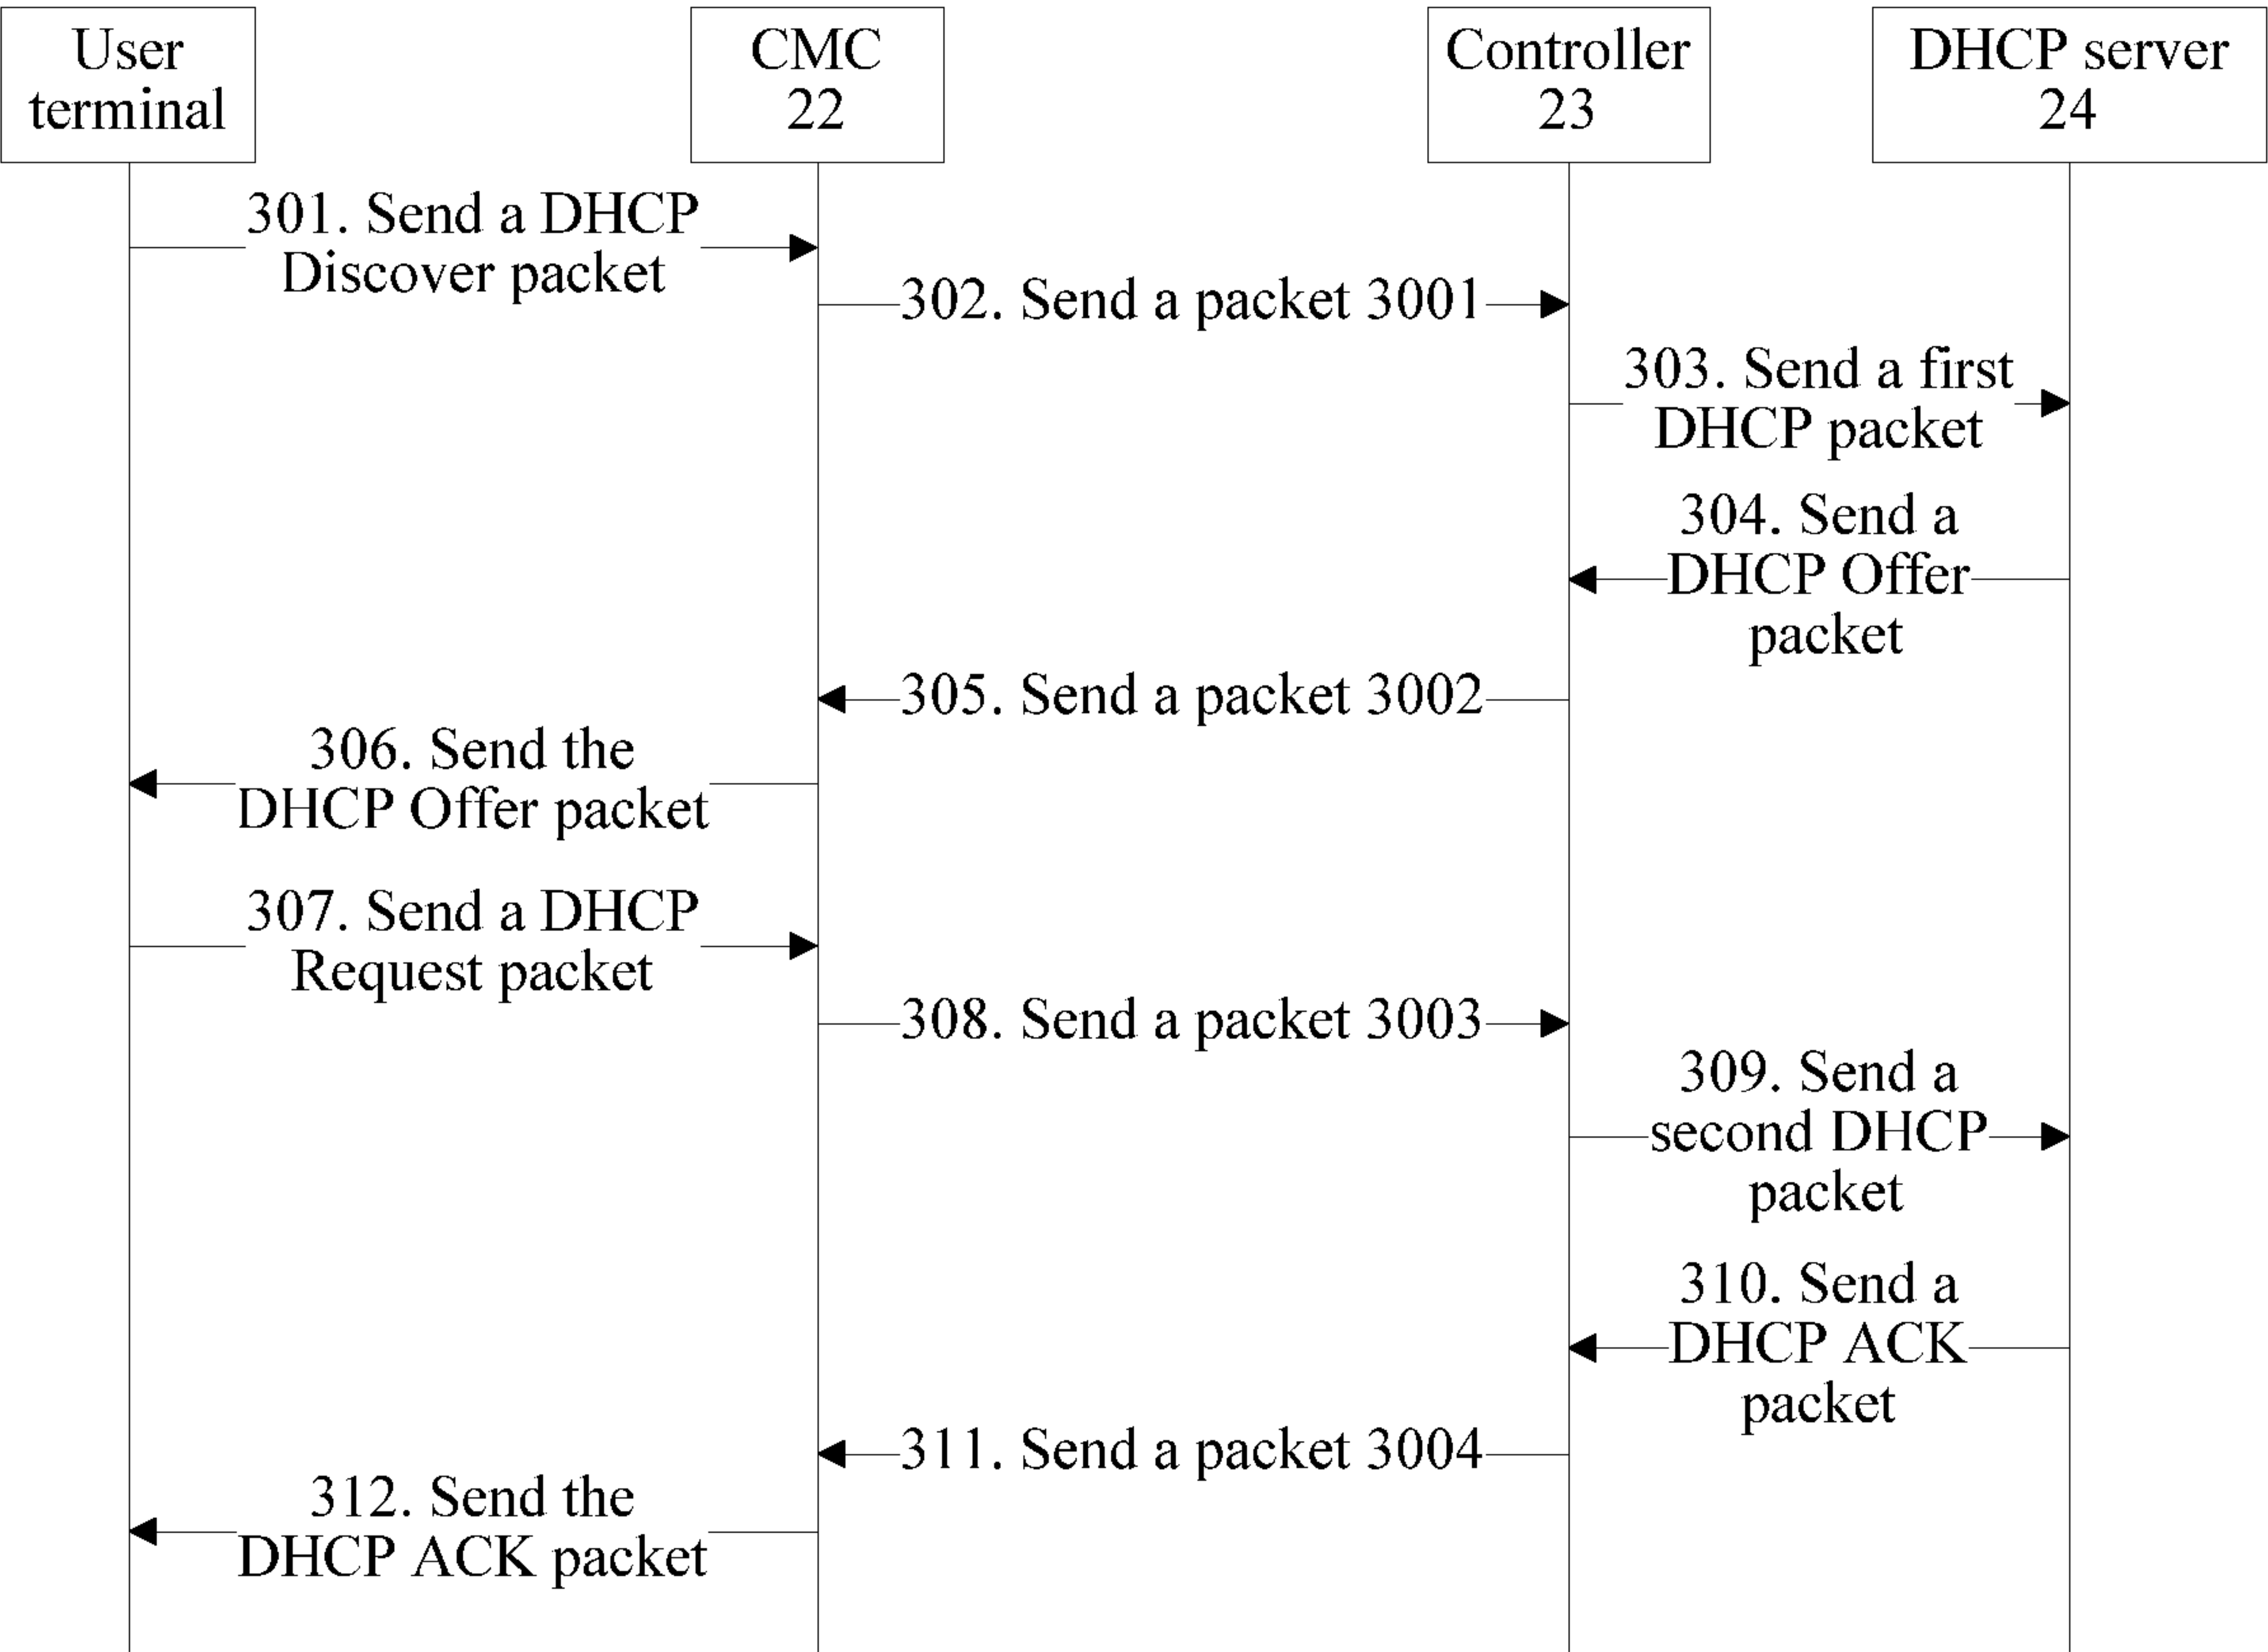 User
terminal
CMC
22
Controller
23
DHCP server
24
301. Send a DHCP
Discover packet
302. Send a packet 3001
303. Send a first
DHCP packet
304. Send a
DHCP Offer
packet
305. Send a packet 3002
306. Send the
DHCP Offer packet
307. Send a DHCP
Request packet
308. Send a packet 3003
309. Send a
second DHCP
packet
310. Send a
DHCP ACK
packet
311. Send a packet 3004
312. Send the
DHCP ACK packet